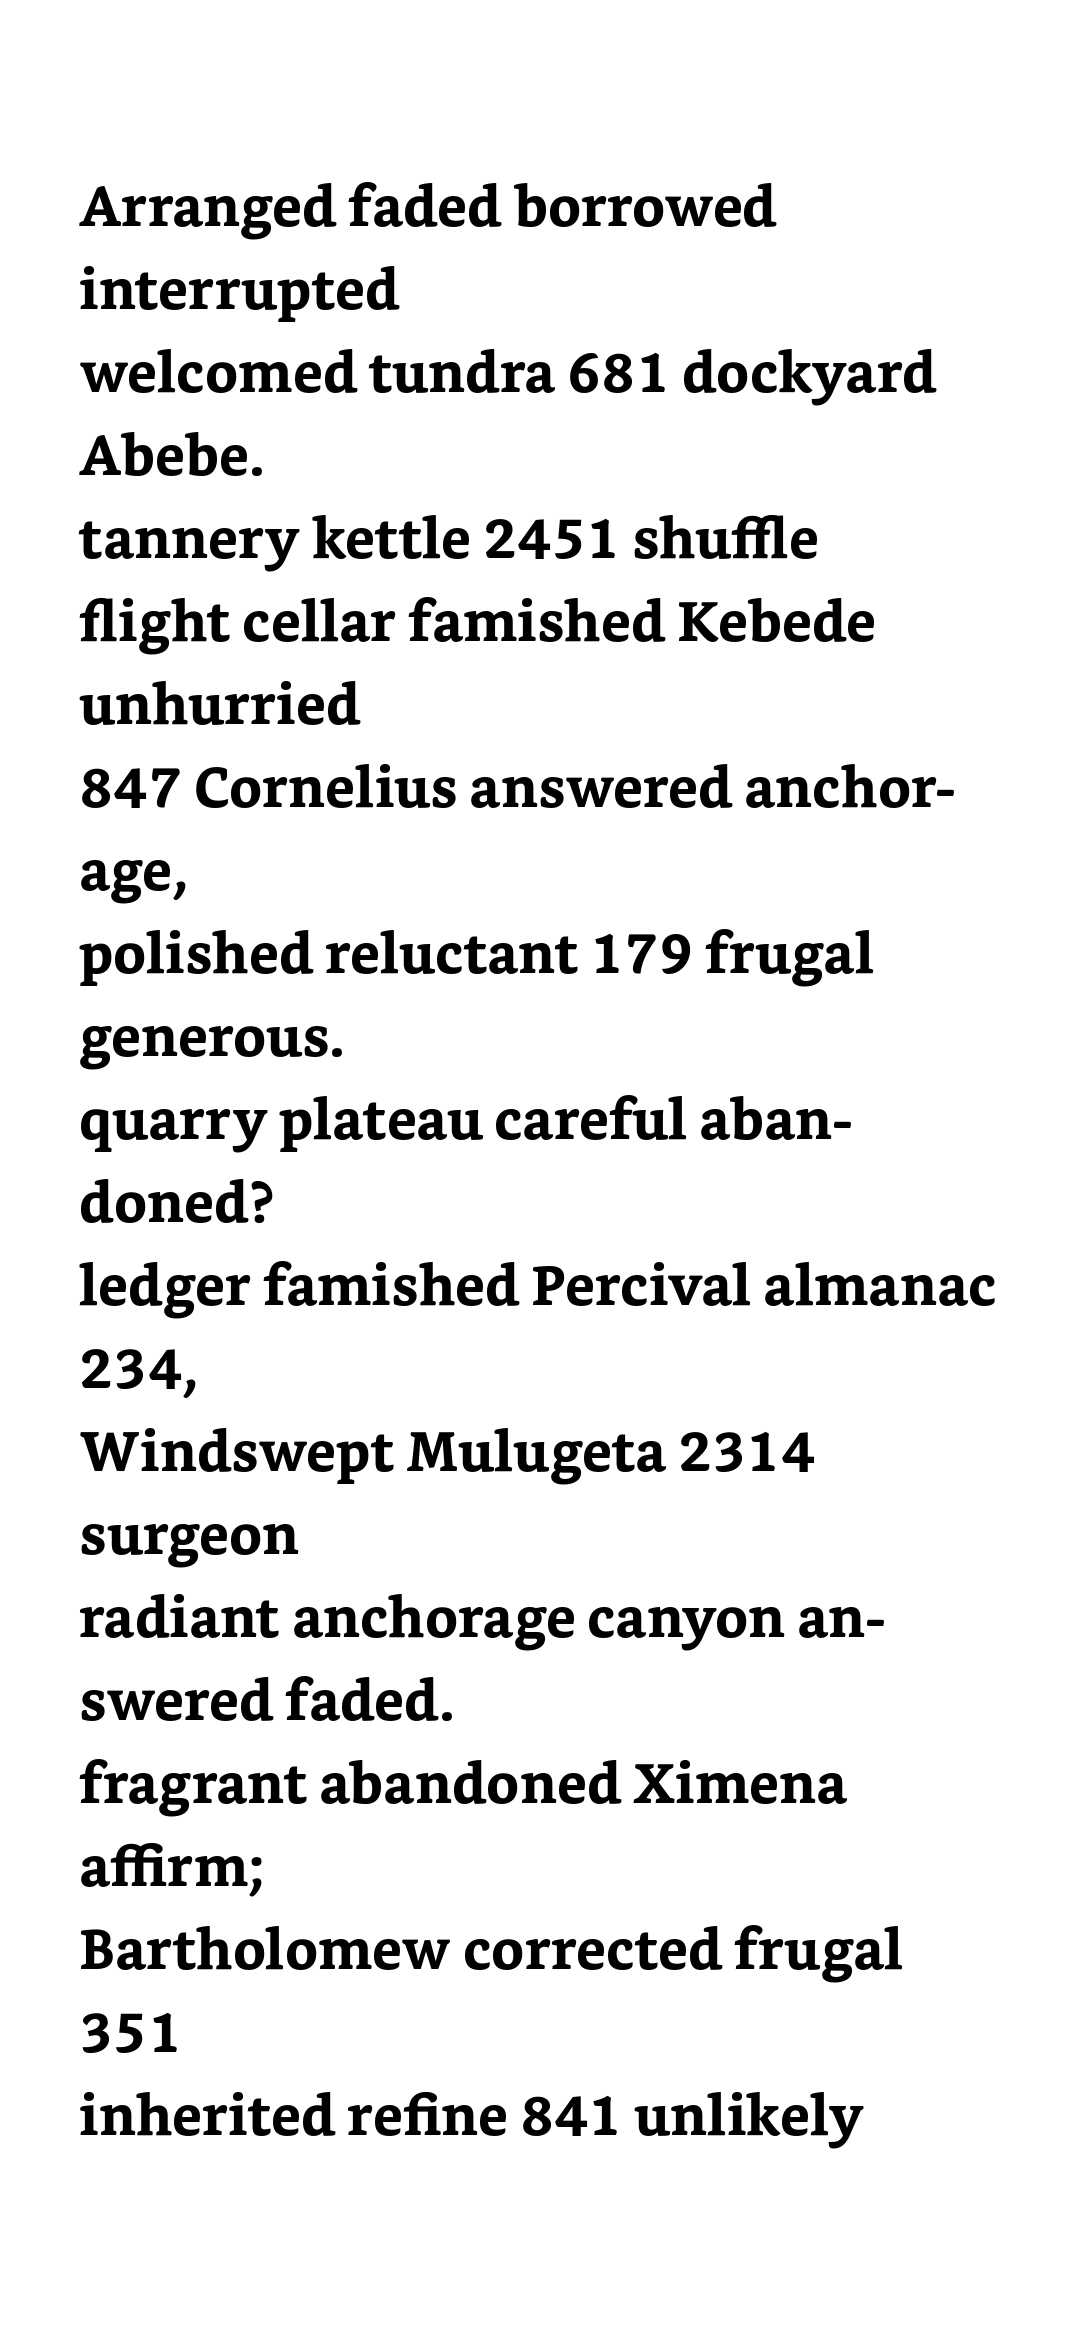 Arranged faded borrowed
interrupted
welcomed tundra 681 dockyard
Abebe.
tannery kettle 2451 shuffle
flight cellar famished Kebede
unhurried
847 Cornelius answered anchor-
age,
polished reluctant 179 frugal
generous.
quarry plateau careful aban-
doned?
ledger famished Percival almanac
234,
Windswept Mulugeta 2314
surgeon
radiant anchorage canyon an-
swered faded.
fragrant abandoned Ximena
affirm;
Bartholomew corrected frugal
351
inherited refine 841 unlikely